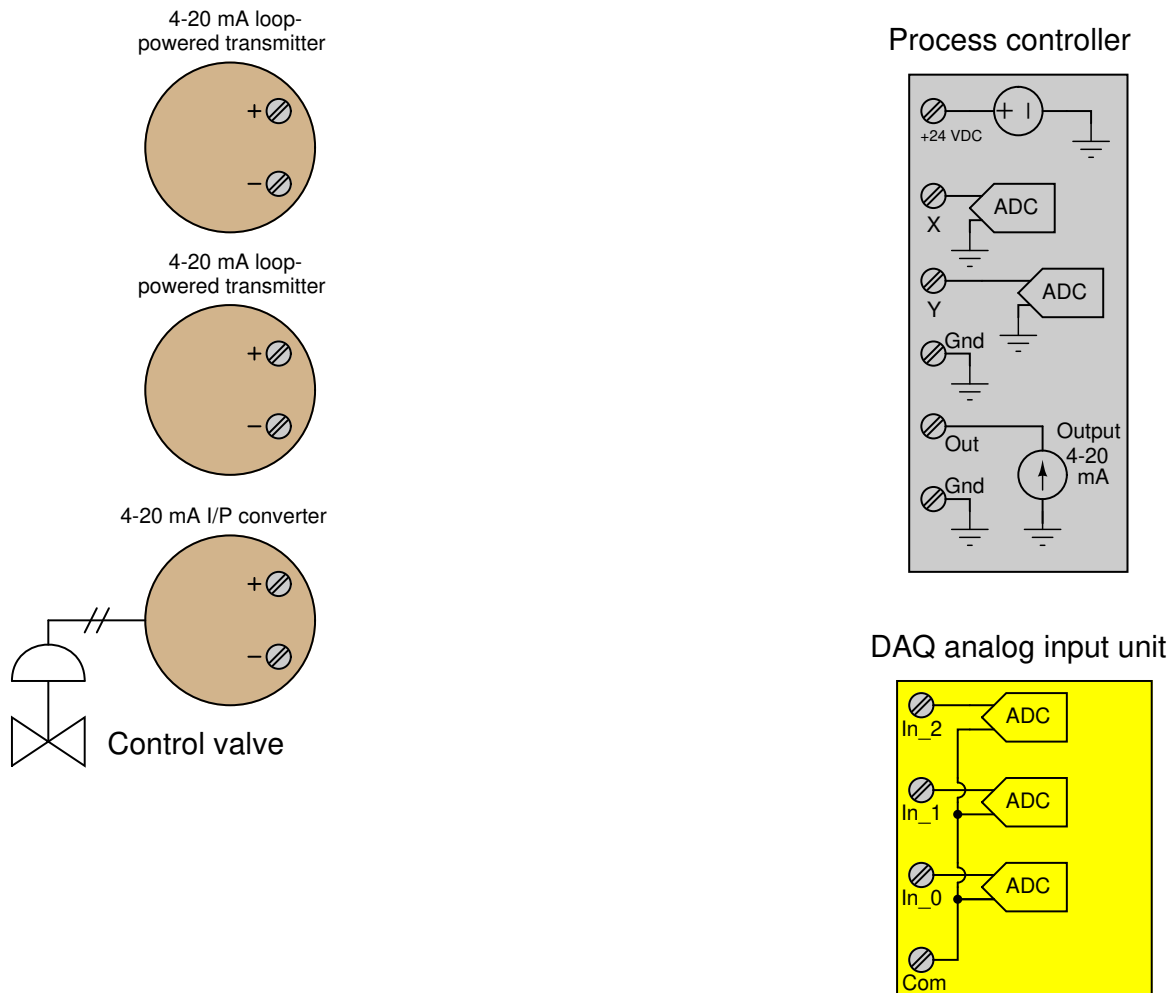 4-20 mA loop-
powered transmitter
+
−
4-20 mA loop-
powered transmitter
+
−
4-20 mA I/P converter
+
−
Control valve
Process controller
+ −
+24 VDC
ADC
X
ADC
Y
Gnd
Out
Output
4-20
mA
Gnd
DAQ analog input unit
ADC
In_2
ADC
In_1
ADC
In_0
Com